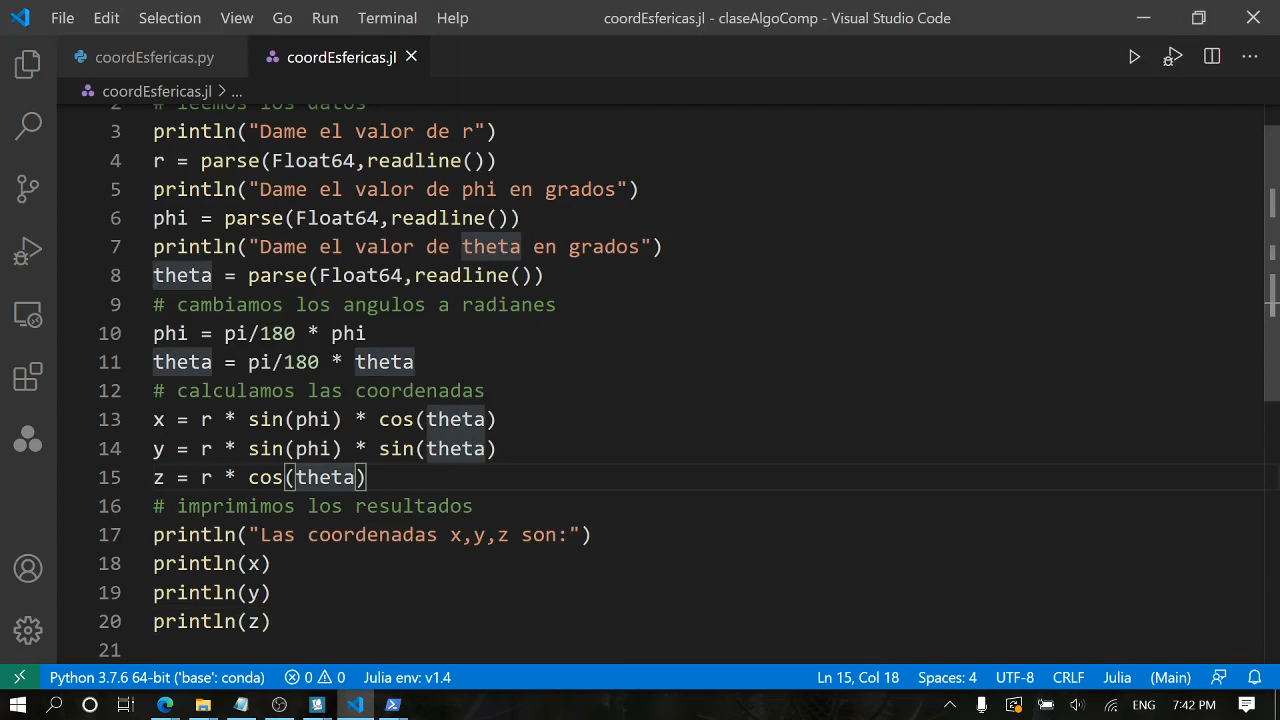 File Edit Selection View Go Run Terminal Help coordEsfericas.jl - claseAlgoComp - Visual Studio Code
coordEsfericas.py coordEsfericas.jl
coordEsfericas.jl > ...
2 # leemos los datos
3 println("Dame el valor de r")
4 r = parse(Float64,readline())
5 println("Dame el valor de phi en grados")
6 phi = parse(Float64,readline())
7 println("Dame el valor de theta en grados")
8 theta = parse(Float64,readline())
9 # cambiamos los angulos a radianes
10 phi = pi/180 * phi
11 theta = pi/180 * theta
12 # calculamos las coordenadas
13 x = r * sin(phi) * cos(theta)
14 y = r * sin(phi) * sin(theta)
15 z = r * cos(theta)
16 # imprimimos los resultados
17 println("Las coordenadas x,y,z son:")
18 println(x)
19 println(y)
20 println(z)
21
Python 3.7.6 64-bit ('base': conda) 0 0 Julia env: v1.4 Ln 15, Col 18 Spaces: 4 UTF-8 CRLF Julia (Main)
7:42 PM